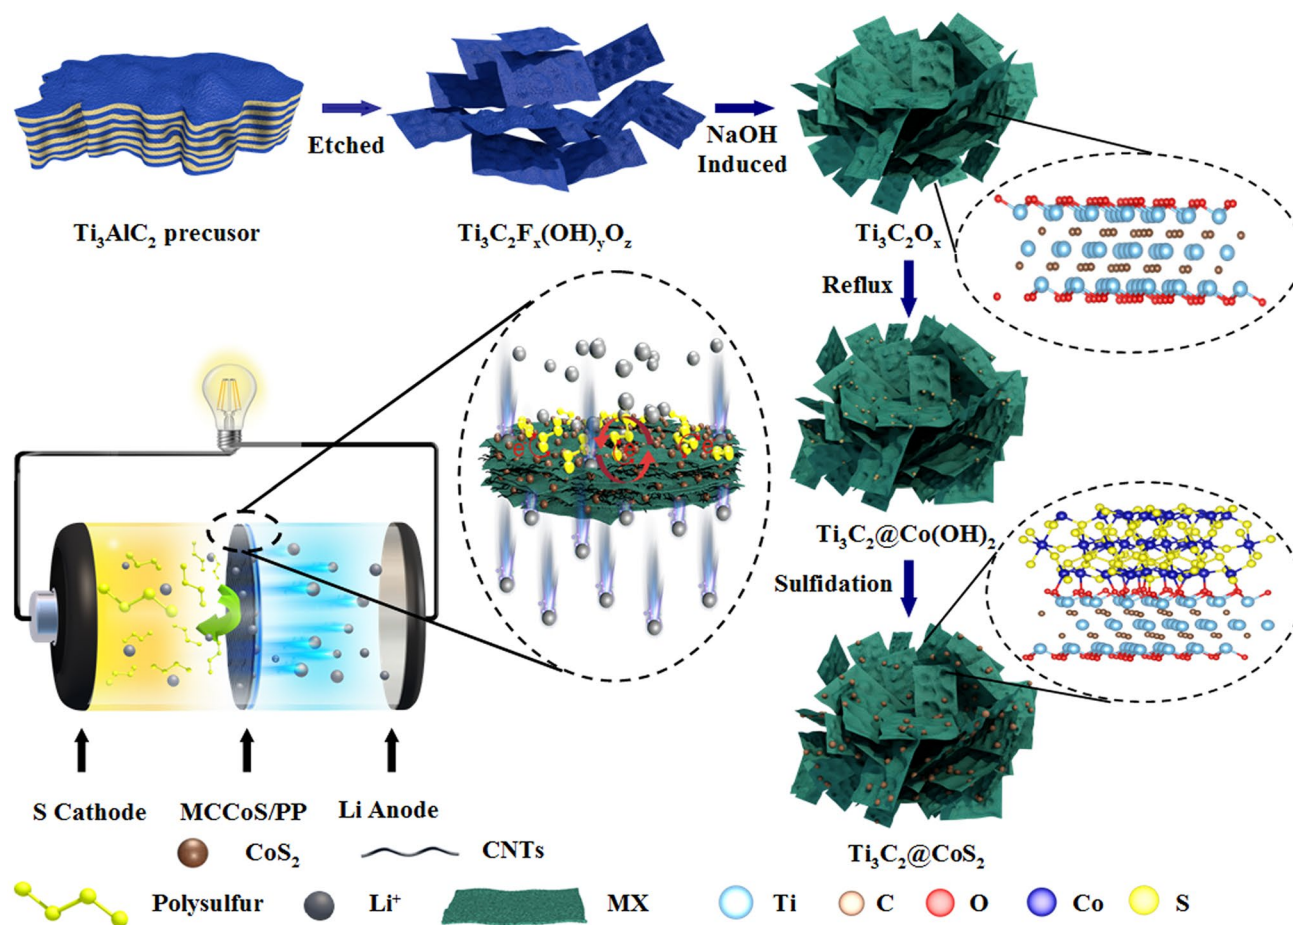 Etched
NaOH
Induced
Ti₃AlC₂ precusor
Ti₃C₂Fₓ(OH)ᵧO_z
Ti₃C₂Oₓ
Reflux
Ti₃C₂@Co(OH)₂
Sulfidation
Ti₃C₂@CoS₂
S Cathode
MCCoS/PP
Li Anode
CoS₂
CNTs
Polysulfur
Li⁺
MX
Ti
C
O
Co
S